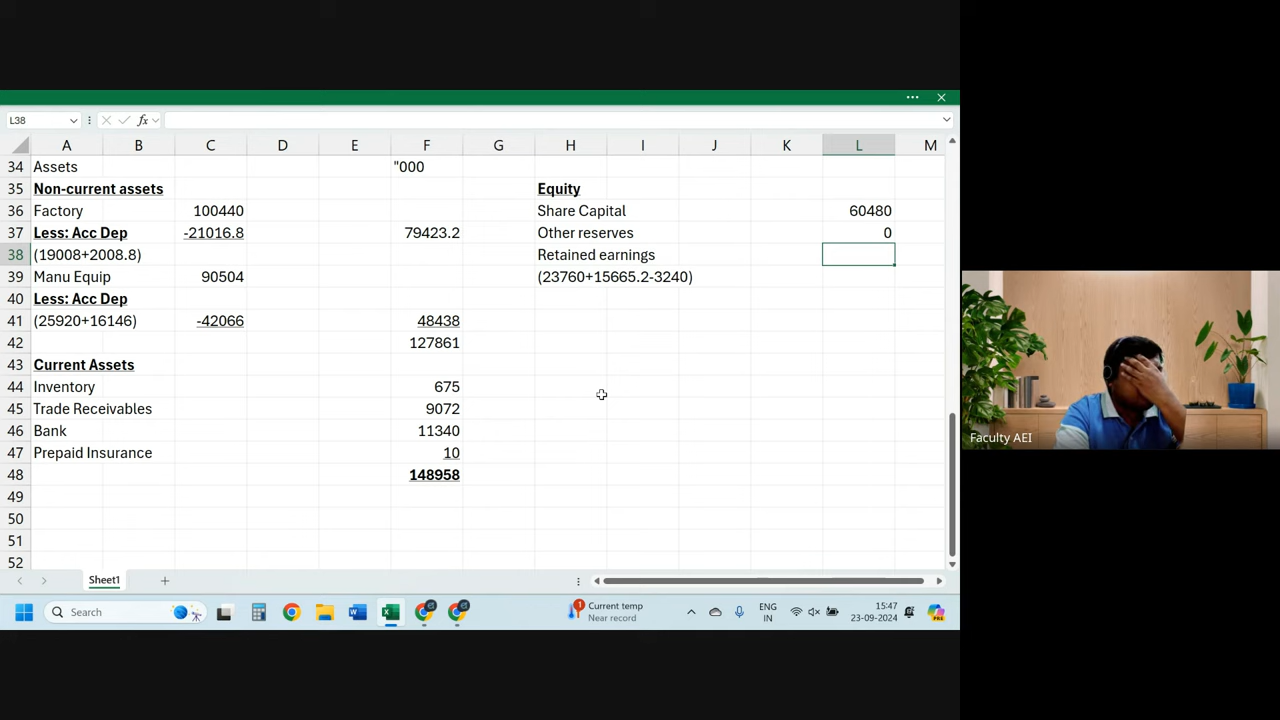 L38
fx
A B C D E F G H I J K L M
34 Assets "000
35 Non-current assets Equity
36 Factory 100440 Share Capital 60480
37 Less: Acc Dep -21016.8 79423.2 Other reserves 0
38 (19008+2008.8) Retained earnings
39 Manu Equip 90504 (23760+15665.2-3240)
40 Less: Acc Dep
41 (25920+16146) -42066 48438
42 127861
43 Current Assets
44 Inventory 675
45 Trade Receivables 9072
46 Bank 11340
47 Prepaid Insurance 10
48 148958
49
50
51
52
Faculty AEI
Sheet1
Search
1 Current temp
Near record
ENG
IN
15:47
23-09-2024
PRE